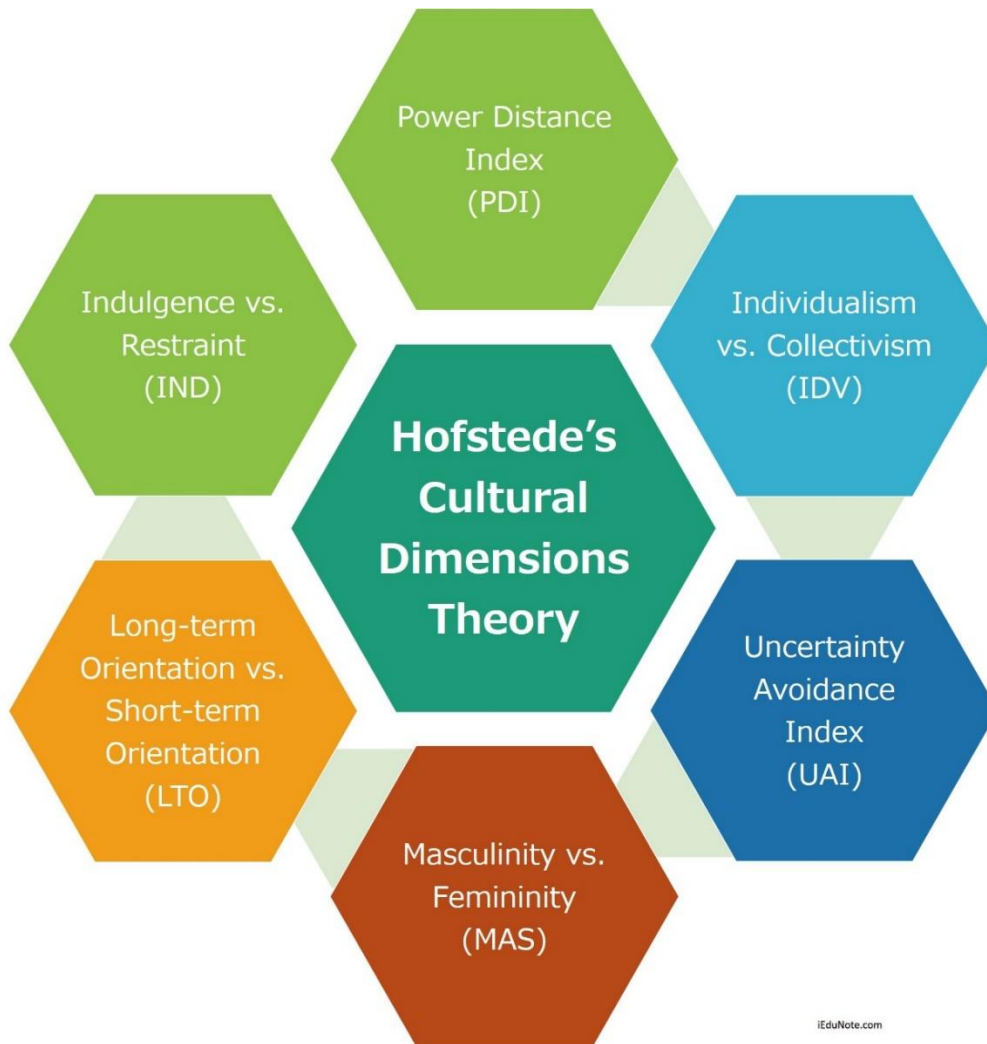 Power Distance
Index
(PDI)
Individualism
vs. Collectivism
(IDV)
Uncertainty
Avoidance
Index
(UAI)
Masculinity vs.
Femininity
(MAS)
Long-term
Orientation vs.
Short-term
Orientation
(LTO)
Indulgence vs.
Restraint
(IND)
Hofstede’s
Cultural
Dimensions
Theory
iEduNote.com